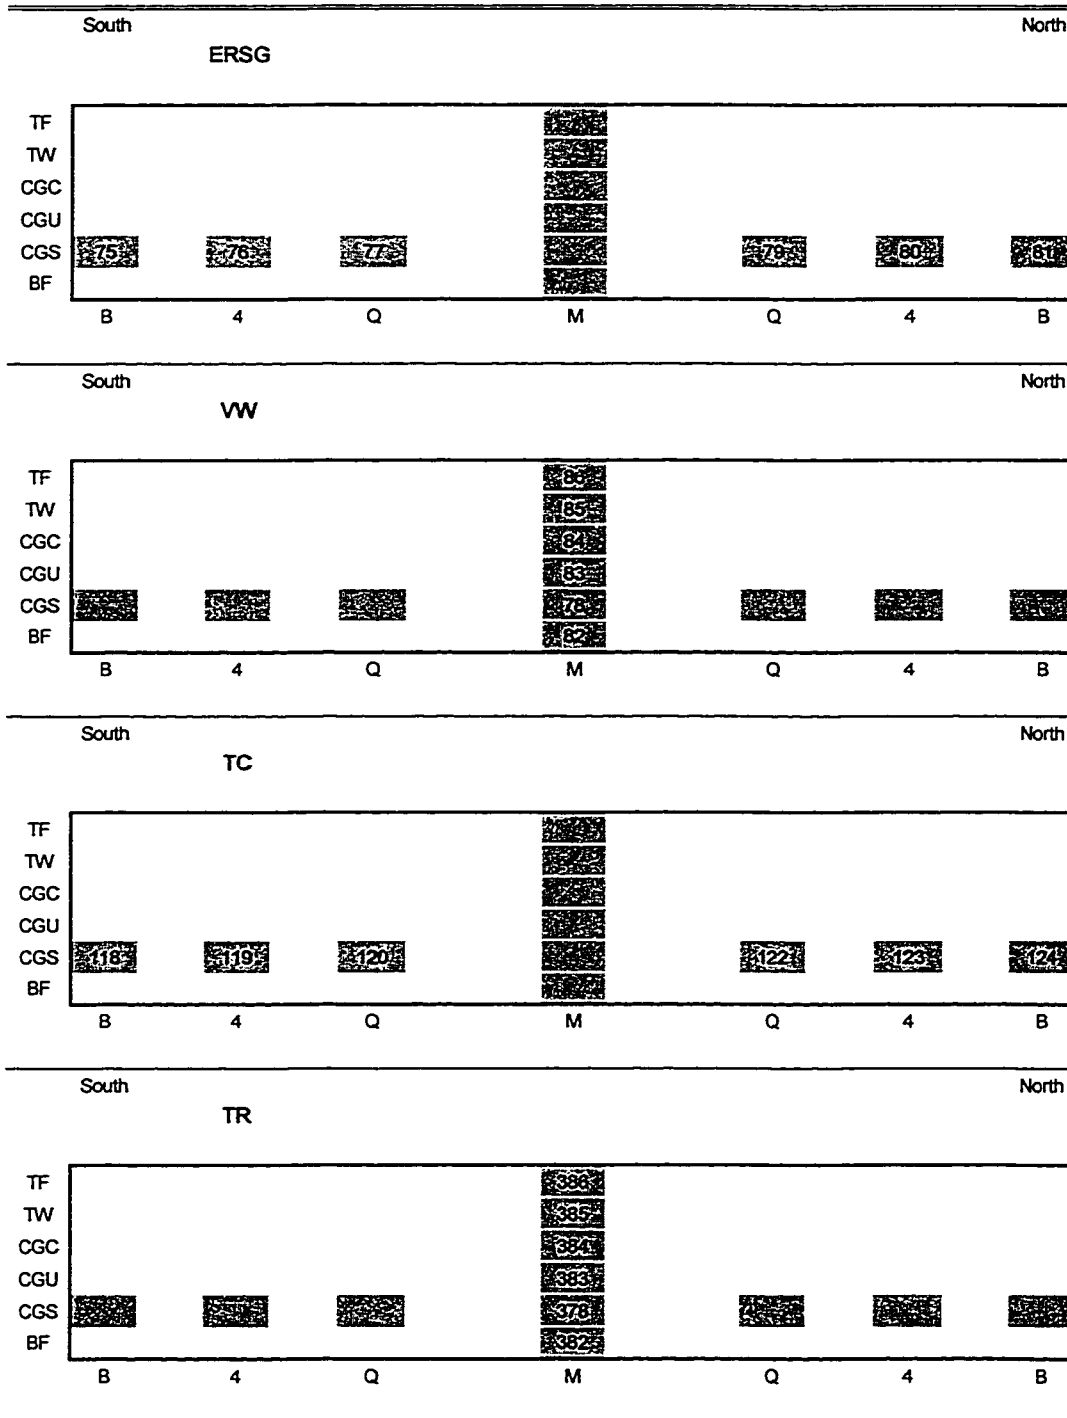 South North
ERSG
TF
TW
CGC
CGU
CGS 75 76 77 79 80 81
BF
B 4 Q M Q 4 B
South North
VW
TF 86
TW 85
CGC 84
CGU 83
CGS 78
BF 82
B 4 Q M Q 4 B
South North
TC
TF
TW
CGC
CGU
CGS 118 119 120 122 123 124
BF
B 4 Q M Q 4 B
South North
TR
TF 386
TW 385
CGC 384
CGU 383
CGS 378
BF 382
B 4 Q M Q 4 B